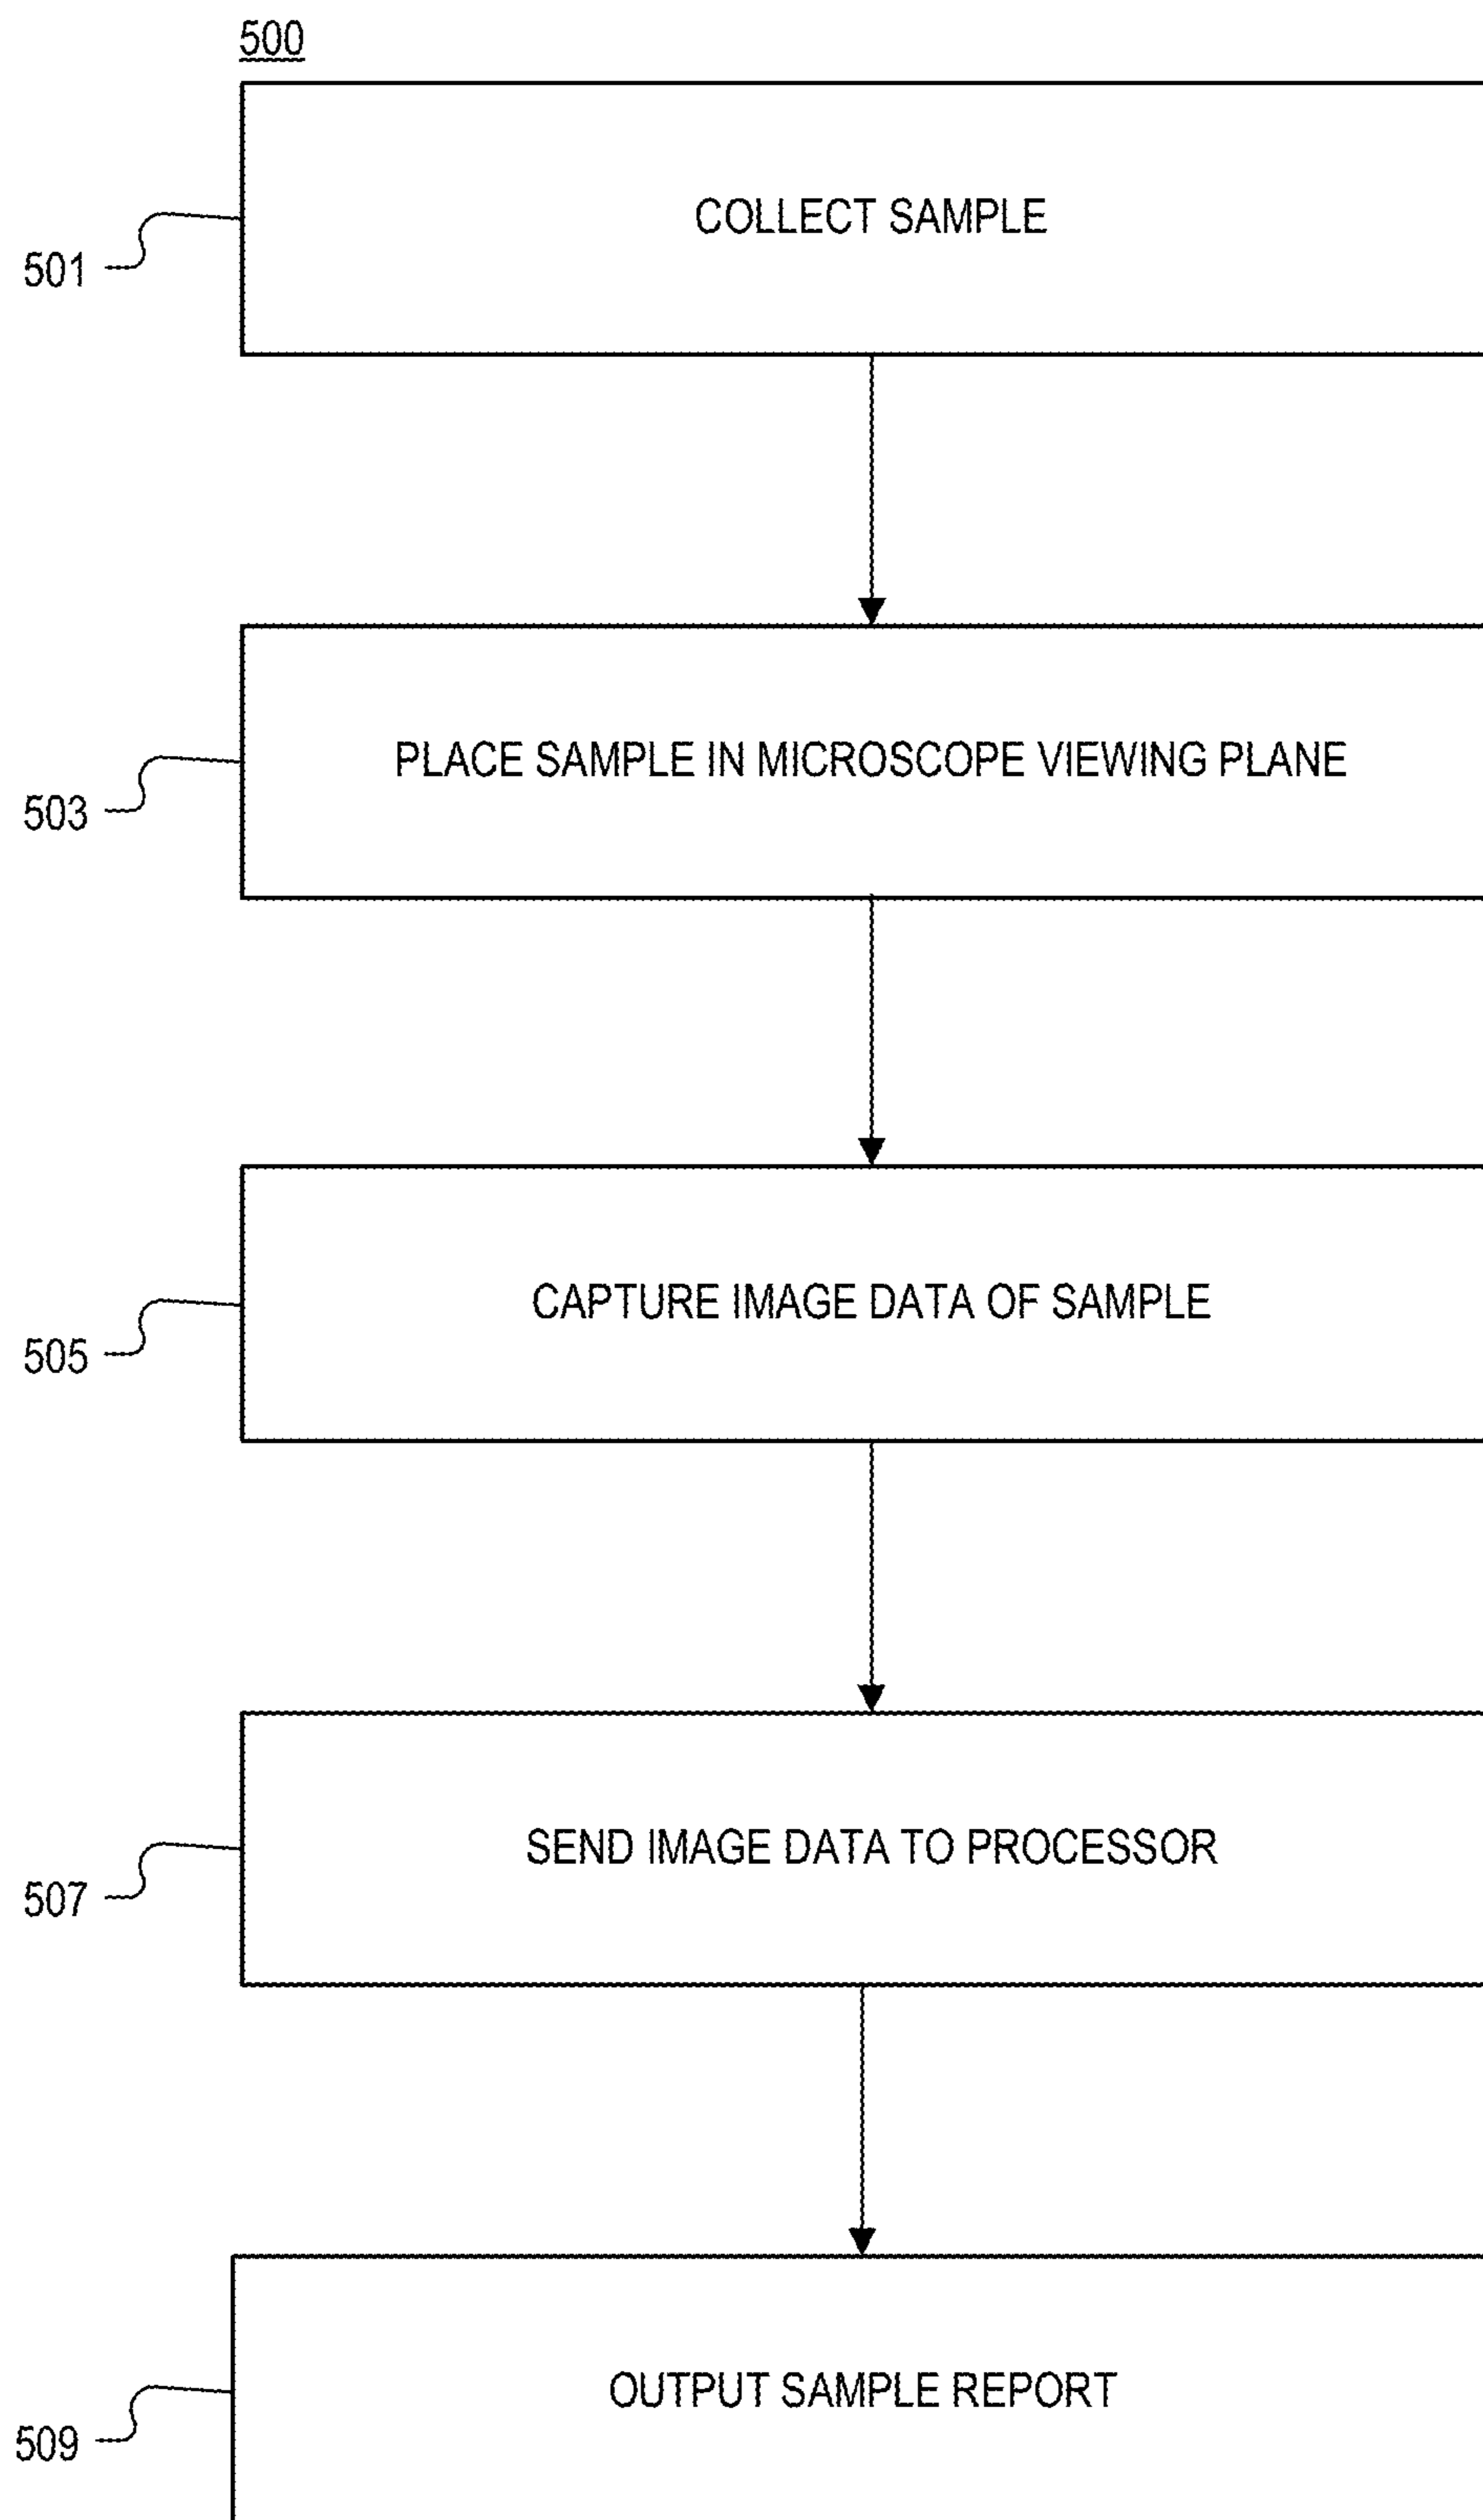 500
COLLECT SAMPLE
501
PLACE SAMPLE IN MICROSCOPE VIEWING PLANE
503
CAPTURE IMAGE DATA OF SAMPLE
505
SEND IMAGE DATA TO PROCESSOR
507
OUTPUT SAMPLE REPORT
509